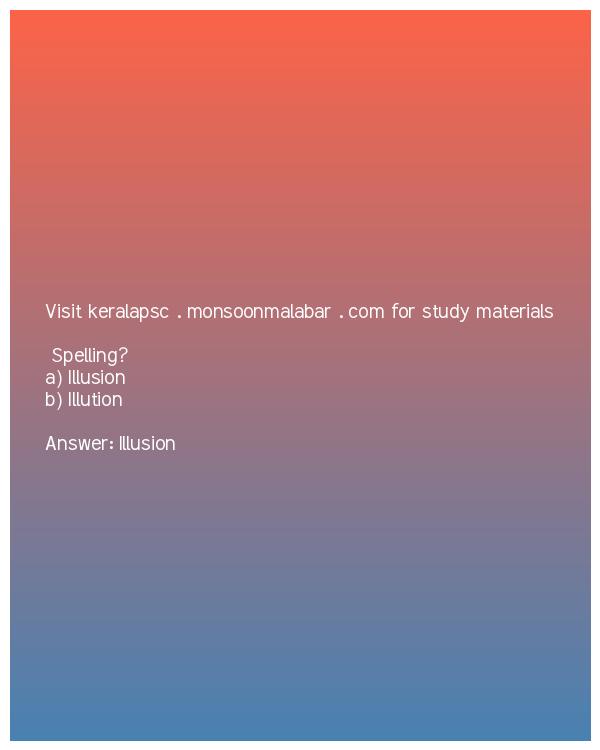 Visit keralapsc . monsoonmalabar . com for study materials
Spelling?
a) Illusion
b) Illution
Answer: Illusion